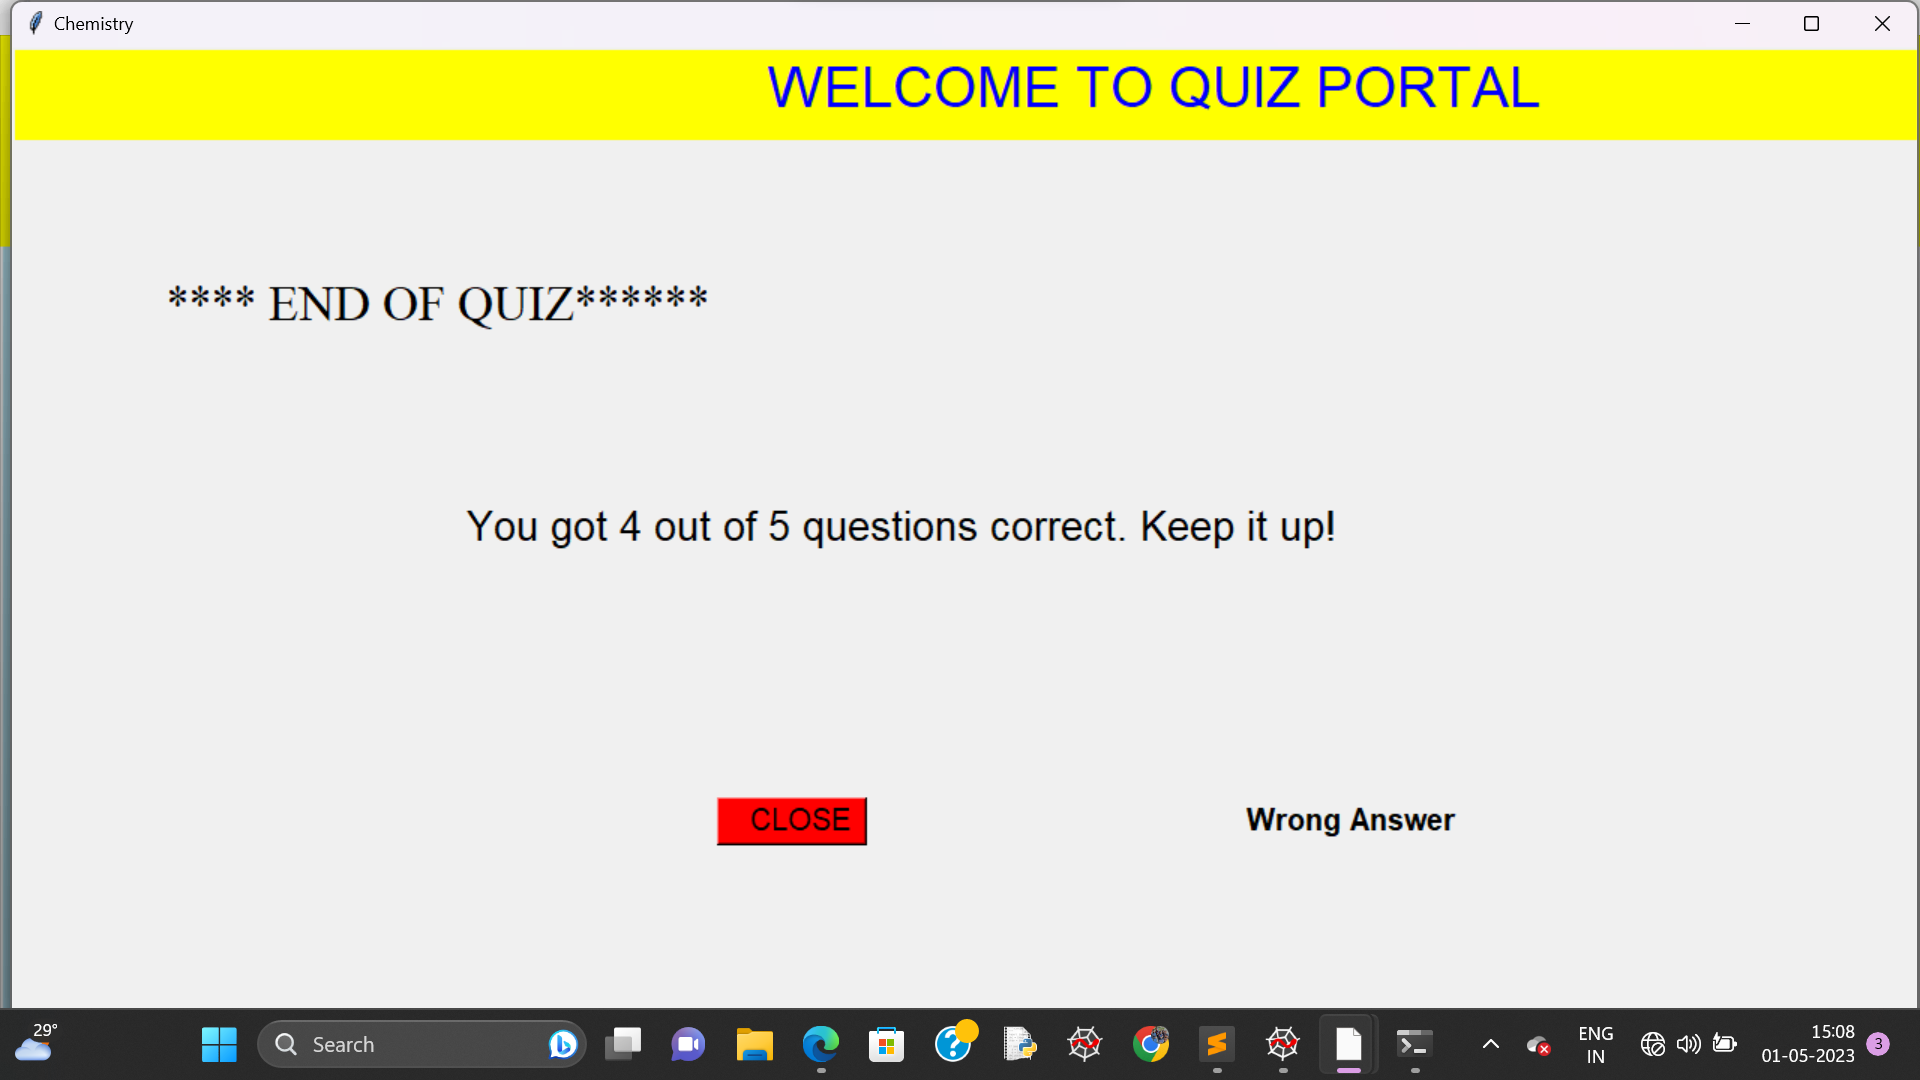 Chemistry
WELCOME TO QUIZ PORTAL
**** END OF QUIZ******
You got 4 out of 5 questions correct. Keep it up!
CLOSE
Wrong Answer
29°
Search
ENG
IN
15:08
01-05-2023
3